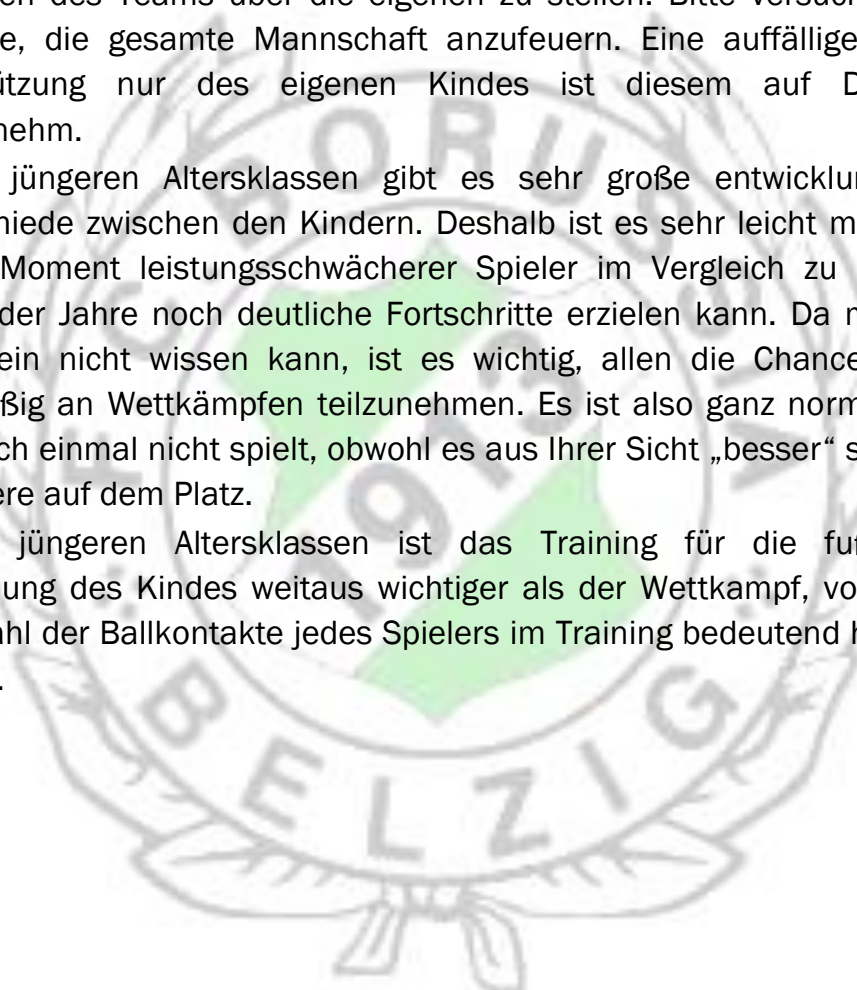 des Teams über die eigenen zu stellen. Bitte versuc
die gesamte Mannschaft anzufeuern. Eine auffällige
nur des eigenen Kindes ist diesem auf D
nehm.
jüngeren Altersklassen gibt es sehr große entwicklun
hiede zwischen den Kindern. Deshalb ist es sehr leicht m
Moment leistungsschwächerer Spieler im Vergleich zu
der Jahre noch deutliche Fortschritte erzielen kann. Da
ein nicht wissen kann, ist es wichtig, allen die Chance
ßig an Wettkämpfen teilzunehmen. Es ist also ganz norm
ch einmal nicht spielt, obwohl es aus Ihrer Sicht „besser“ s
ere auf dem Platz.
jüngeren Altersklassen ist das Training für die fu
ung des Kindes weitaus wichtiger als der Wettkampf, vo
hl der Ballkontakte jedes Spielers im Training bedeutend h
.
F.C. BORUSSIA
1913
BELZIG